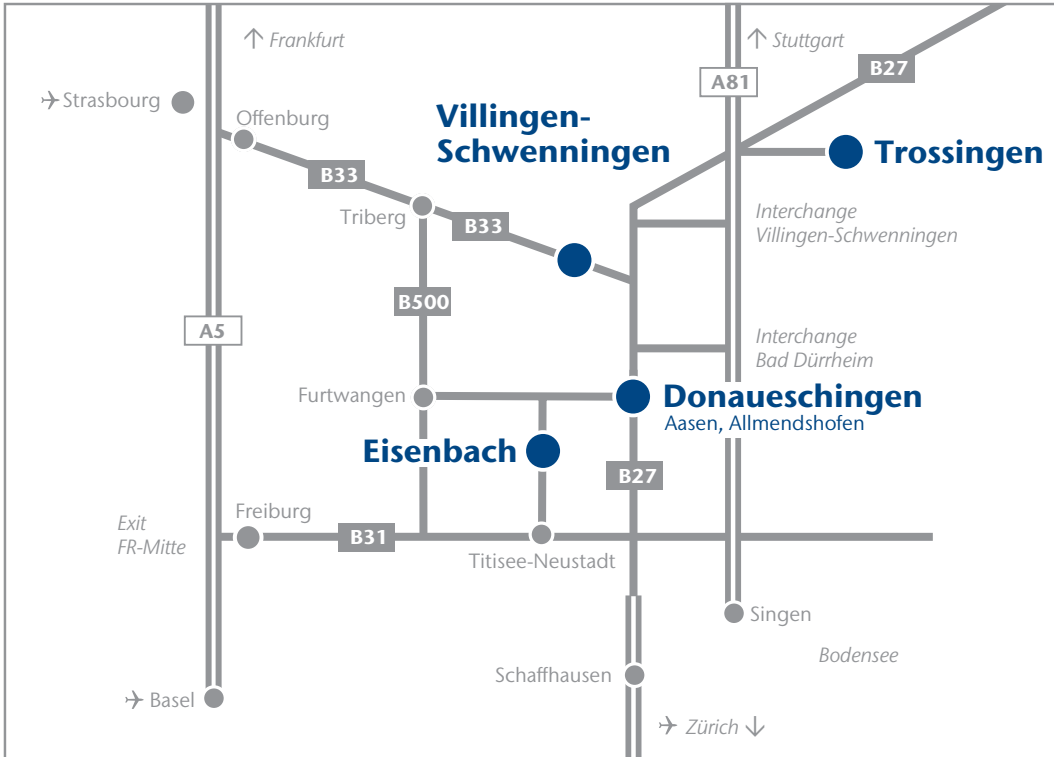 ↑ Frankfurt
↑ Stuttgart
B27
A81
✈ Strasbourg
Offenburg
Villingen-
Schwenningen
Trossingen
B33
Triberg
B33
Interchange
Villingen-Schwenningen
B500
A5
Interchange
Bad Dürrheim
Furtwangen
Donaueschingen
Aasen, Allmendshofen
Eisenbach
B27
Freiburg
Exit
FR-Mitte
B31
Titisee-Neustadt
Singen
Bodensee
Schaffhausen
✈ Basel
✈ Zürich ↓